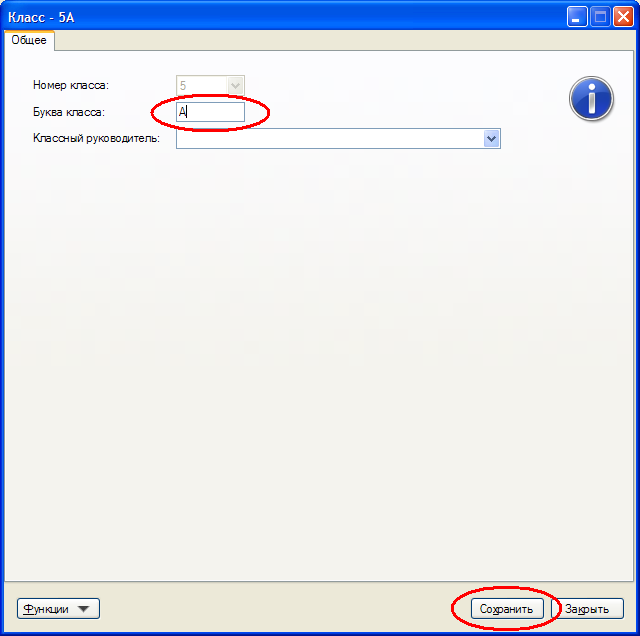 Класс - 5А
Общее
Номер класса: 5
Буква класса: А
Классный руководитель:
Функции Сохранить Закрыть